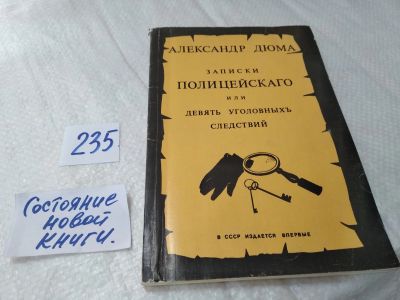 АЛЕКСАНДР ДЮМА
ЗАПИСКИ
ПОЛИЦЕЙСКАГО
ИЛИ
ДЕВЯТЬ УГОЛОВНЫХЪ
СЛЕДСТВИЙ
В СССР ИЗДАЕТСЯ ВПЕРВЫЕ
235
Состояние
новой
книги.